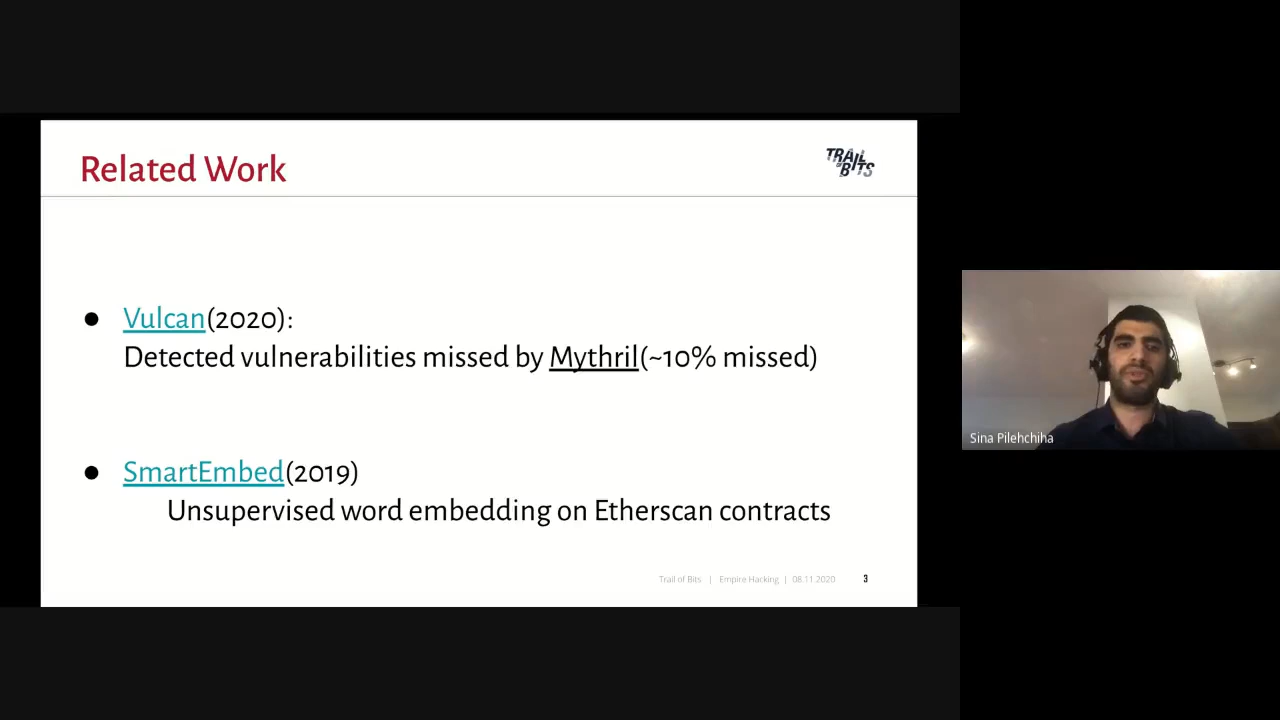 Related Work
TRAIL
OF
BITS
● Vulcan(2020):
Detected vulnerabilities missed by Mythril(~10% missed)
● SmartEmbed(2019)
Unsupervised word embedding on Etherscan contracts
Trail of Bits | Empire Hacking | 08.11.2020 3
Sina Pilehchiha